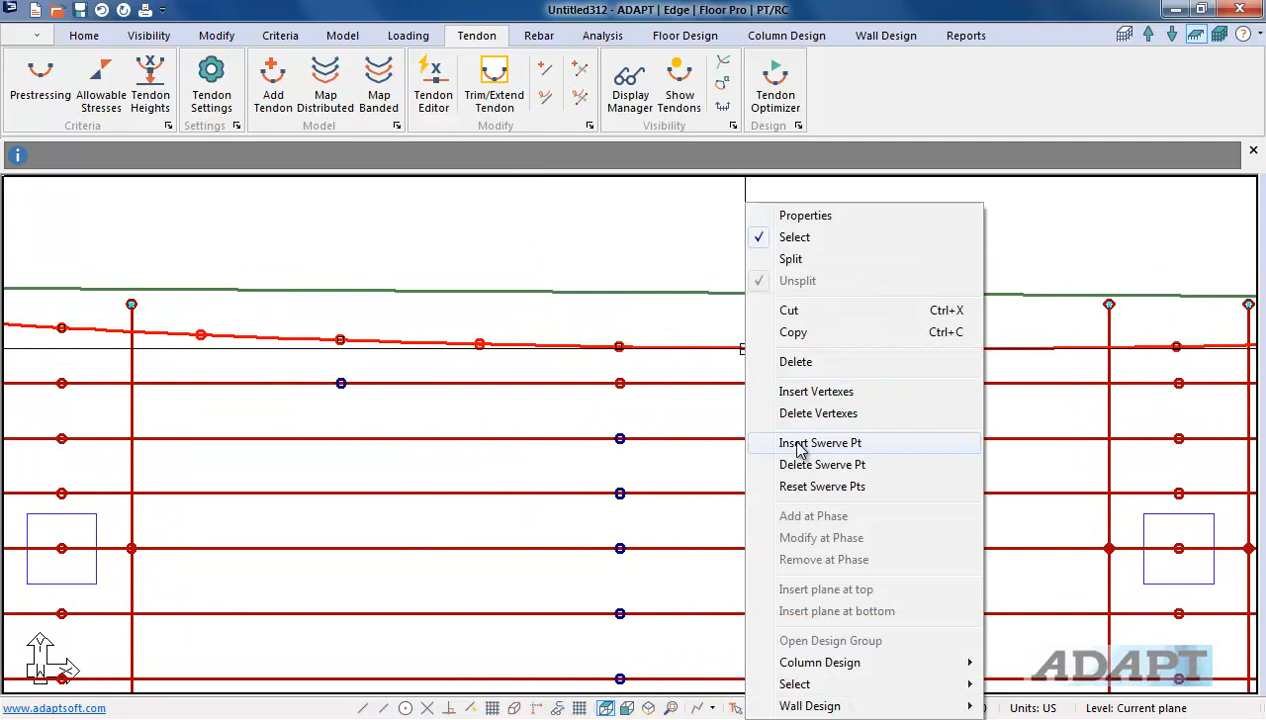 Untitled312 - ADAPT | Edge | Floor Pro | PT/RC
Home Visibility Modify Criteria Model Loading Tendon Rebar Analysis Floor Design Column Design Wall Design Reports
Prestressing
Allowable Stresses
Tendon Heights
Criteria
Tendon Settings
Settings
Add Tendon
Map Distributed
Map Banded
Model
Tendon Editor
Trim/Extend Tendon
Modify
Display Manager
Show Tendons
Visibility
Tendon Optimizer
Design
Properties
Select
Split
Unsplit
Cut Ctrl+X
Copy Ctrl+C
Delete
Insert Vertexes
Delete Vertexes
Insert Swerve Pt
Delete Swerve Pt
Reset Swerve Pts
Add at Phase
Modify at Phase
Remove at Phase
Insert plane at top
Insert plane at bottom
Open Design Group
Column Design
Select
Wall Design
ADAPT
www.adaptsoft.com
Units: US
Level: Current plane